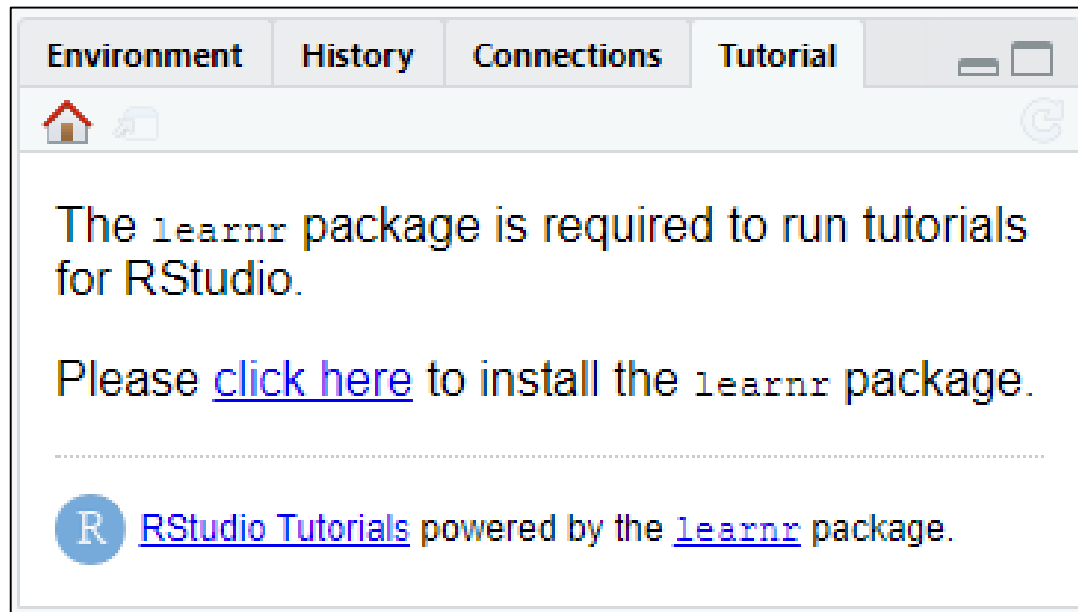 Environment History Connections Tutorial
The learnr package is required to run tutorials
for RStudio.
Please click here to install the learnr package.
R RStudio Tutorials powered by the learnr package.